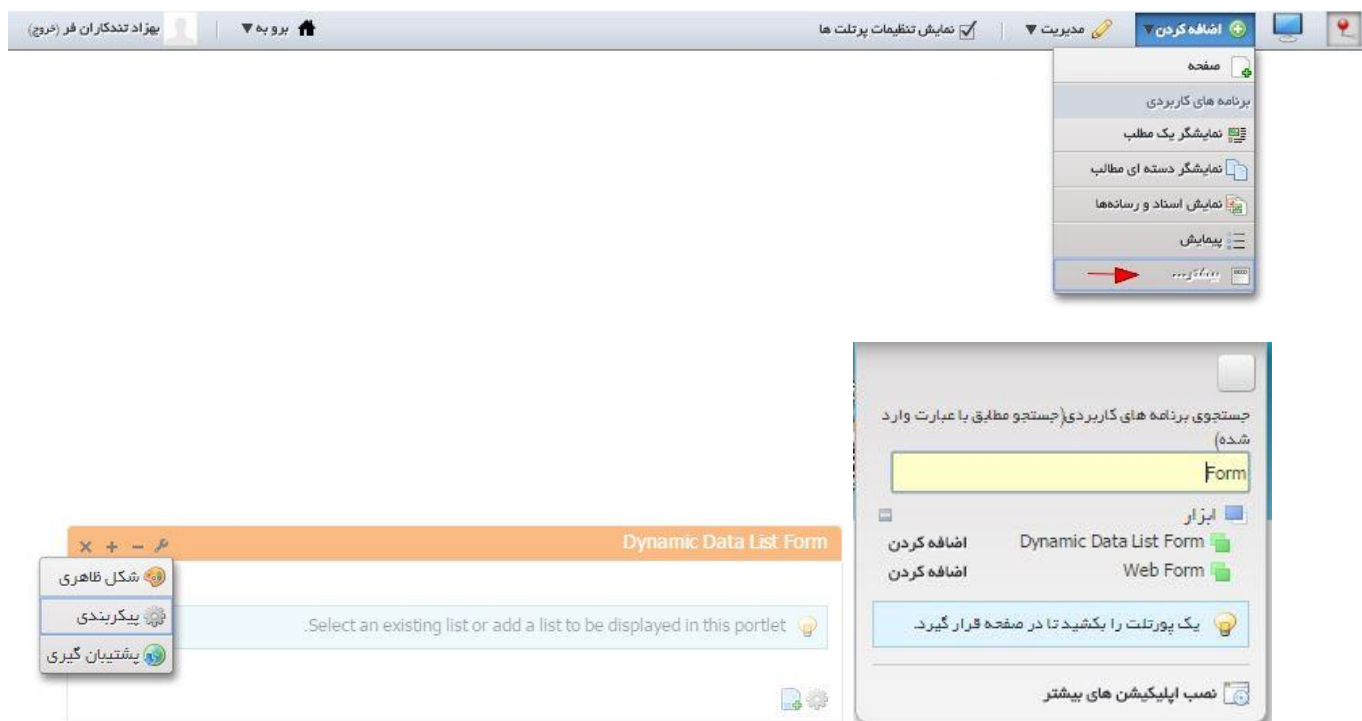 اضافه کردن ▼ مدیریت ▼ نمایش تنظیمات پرتلت ها برو به ▼ بهزاد تندکاران فر (خروج)
صفحه
برنامه های کاربردی
نمایشگر یک مطلب
نمایشگر دسته ای مطالب
نمایش اسناد و رسانه‌ها
پیمایش
بیشتر...
جستجوی برنامه های کاربردی(جستجو مطابق با عبارت وارد
شده)
Form
ابزار
Dynamic Data List Form اضافه کردن
Web Form اضافه کردن
یک پورتلت را بکشید تا در صفحه قرار گیرد.
نصب اپلیکیشن های بیشتر
Dynamic Data List Form
شکل ظاهری
پیکربندی
پشتیبان گیری
.Select an existing list or add a list to be displayed in this portlet